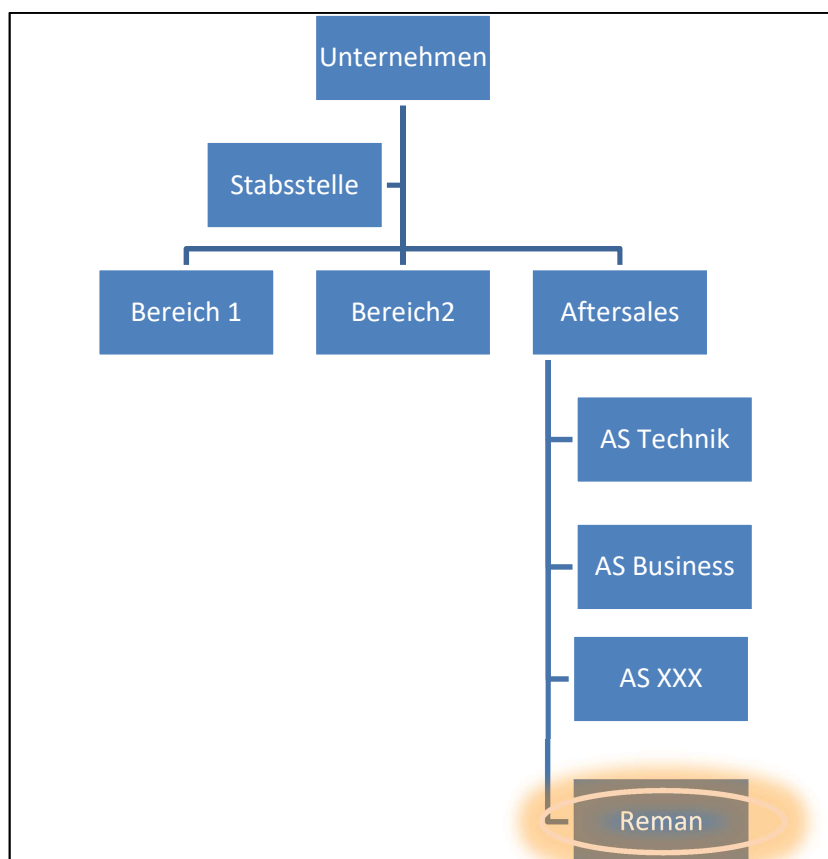 Unternehmen
Stabsstelle
Bereich 1
Bereich2
Aftersales
AS Technik
AS Business
AS XXX
Reman